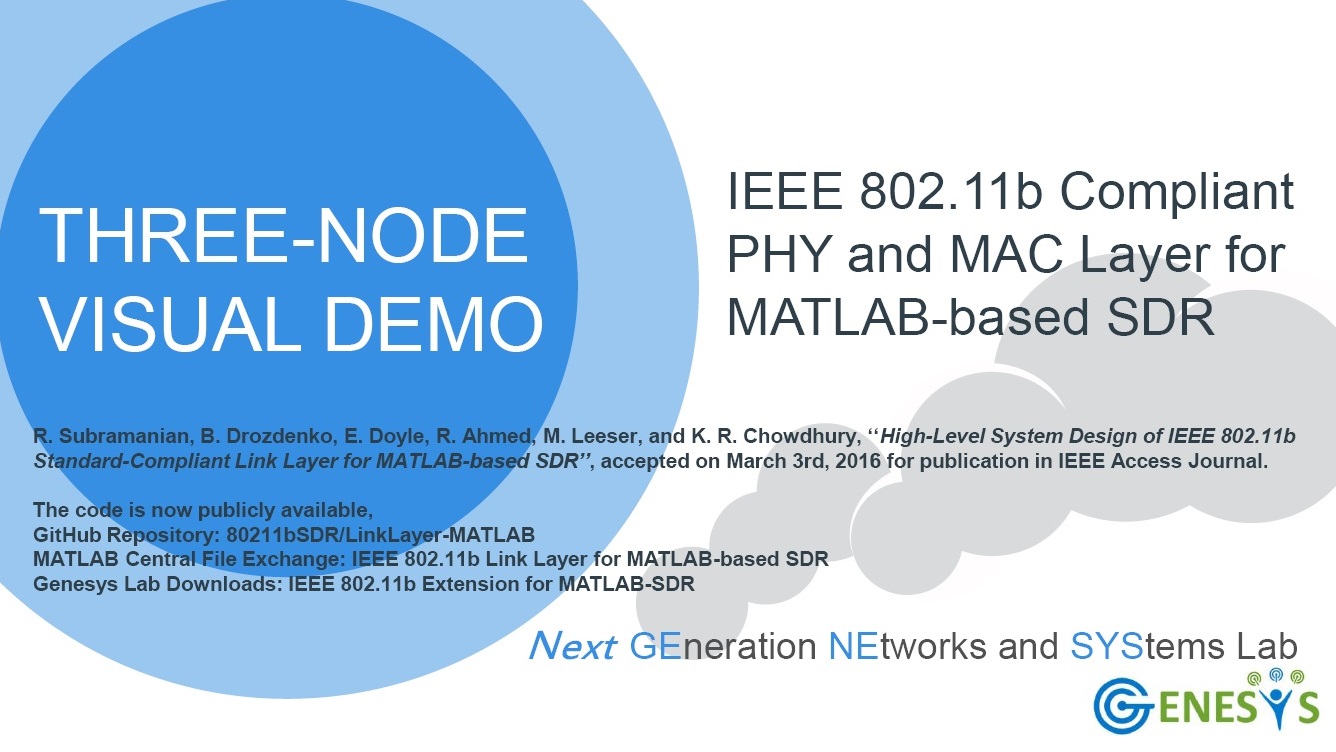 THREE-NODE
VISUAL DEMO
IEEE 802.11b Compliant
PHY and MAC Layer for
MATLAB-based SDR
R. Subramanian, B. Drozdenko, E. Doyle, R. Ahmed, M. Leeser, and K. R. Chowdhury, ‘‘High-Level System Design of IEEE 802.11b
Standard-Compliant Link Layer for MATLAB-based SDR’’, accepted on March 3rd, 2016 for publication in IEEE Access Journal.
The code is now publicly available,
GitHub Repository: 80211bSDR/LinkLayer-MATLAB
MATLAB Central File Exchange: IEEE 802.11b Link Layer for MATLAB-based SDR
Genesys Lab Downloads: IEEE 802.11b Extension for MATLAB-SDR
Next GEneration NEtworks and SYStems Lab
GENESYS